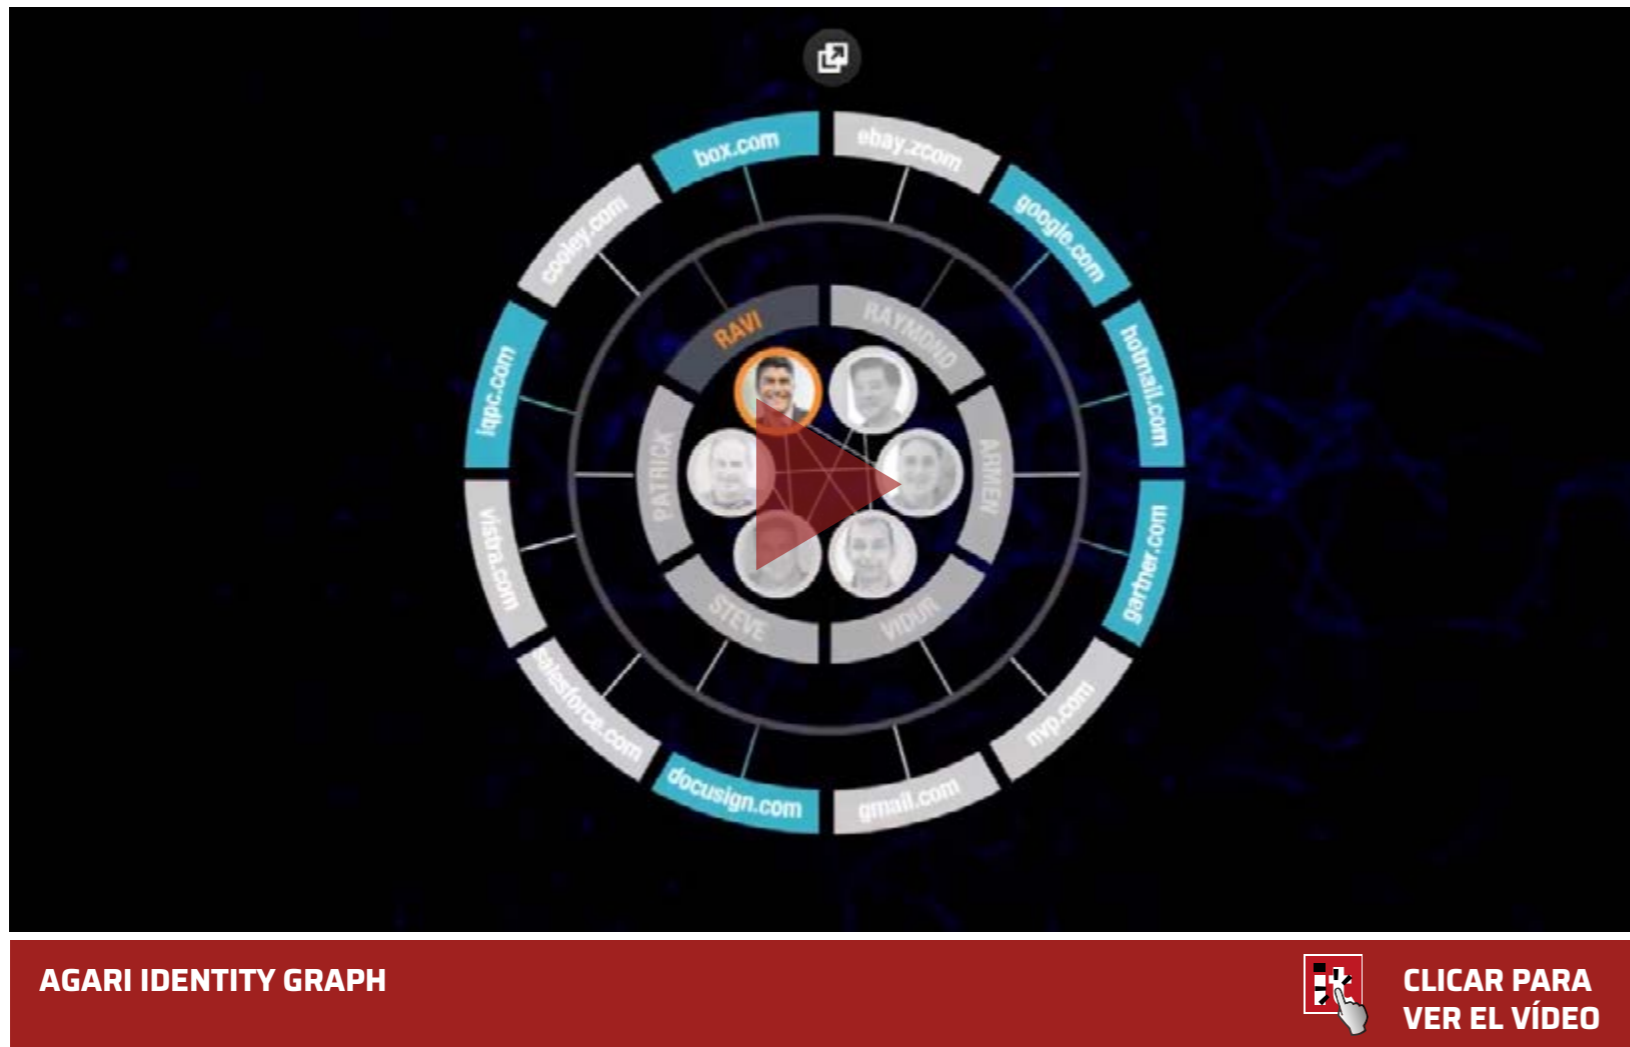 box.com
ebay.zcom
google.com
hotmail.com
gartner.com
nvp.com
gmail.com
docusign.com
salesforce.com
vistra.com
iqpc.com
cooley.com
RAVI
RAYMOND
ARMEN
VIDUR
STEVE
PATRICK
AGARI IDENTITY GRAPH
CLICAR PARA
VER EL VÍDEO